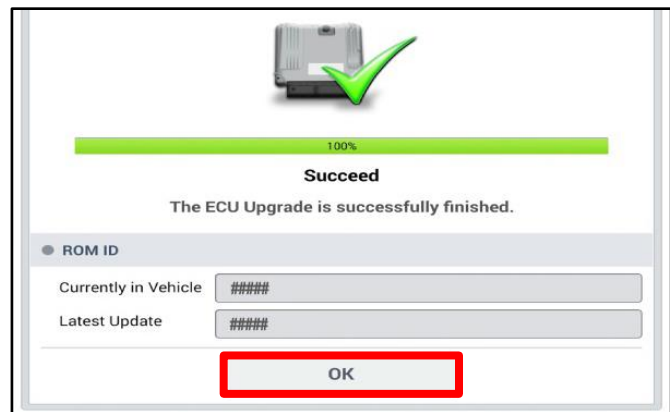 100%
Succeed
The ECU Upgrade is successfully finished.
ROM ID
Currently in Vehicle #####
Latest Update #####
OK